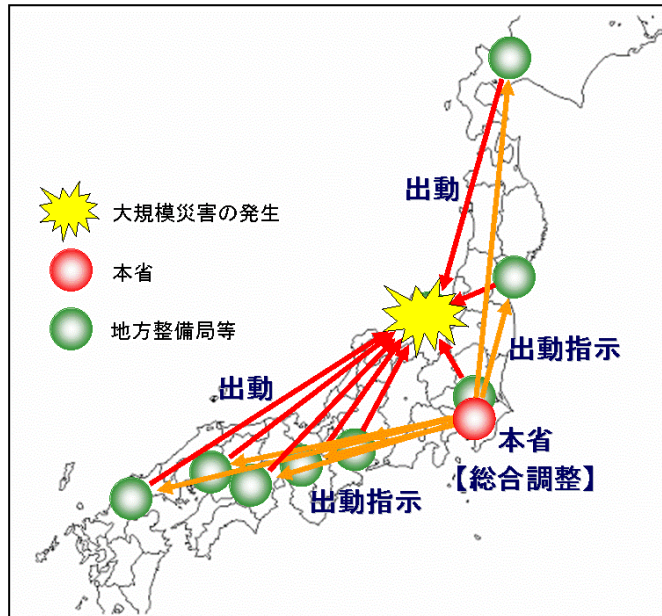 出動
大規模災害の発生
本省
地方整備局等
出動指示
出動
本省
【総合調整】
出動指示